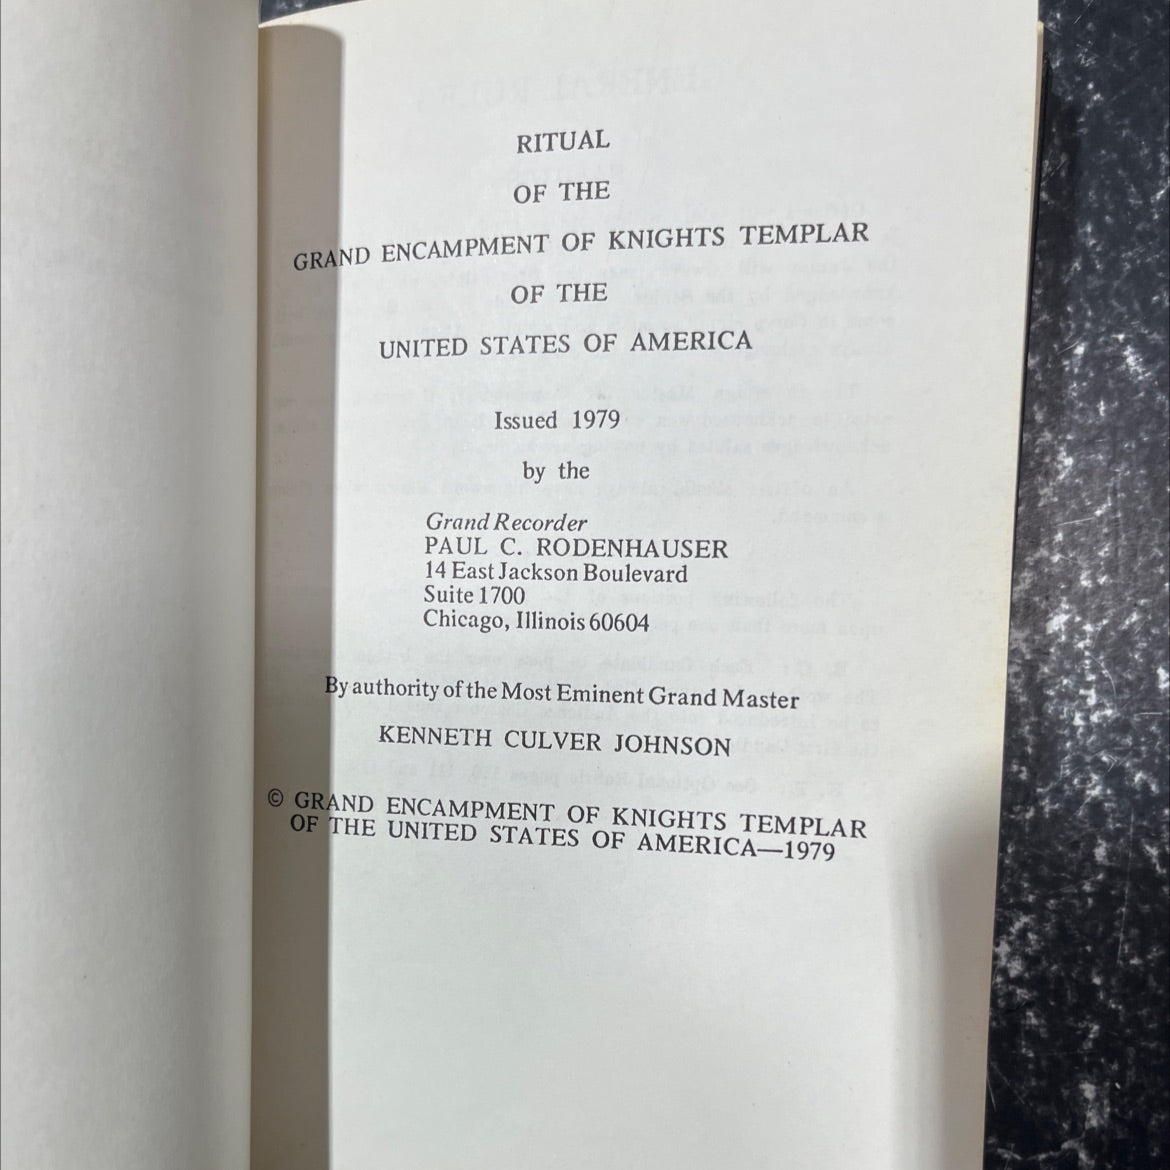 RITUAL
OF THE
GRAND ENCAMPMENT OF KNIGHTS TEMPLAR
OF THE
UNITED STATES OF AMERICA
Issued 1979
by the
Grand Recorder
PAUL C. RODENHAUSER
14 East Jackson Boulevard
Suite 1700
Chicago, Illinois 60604
By authority of the Most Eminent Grand Master
KENNETH CULVER JOHNSON
© GRAND ENCAMPMENT OF KNIGHTS TEMPLAR
OF THE UNITED STATES OF AMERICA—1979